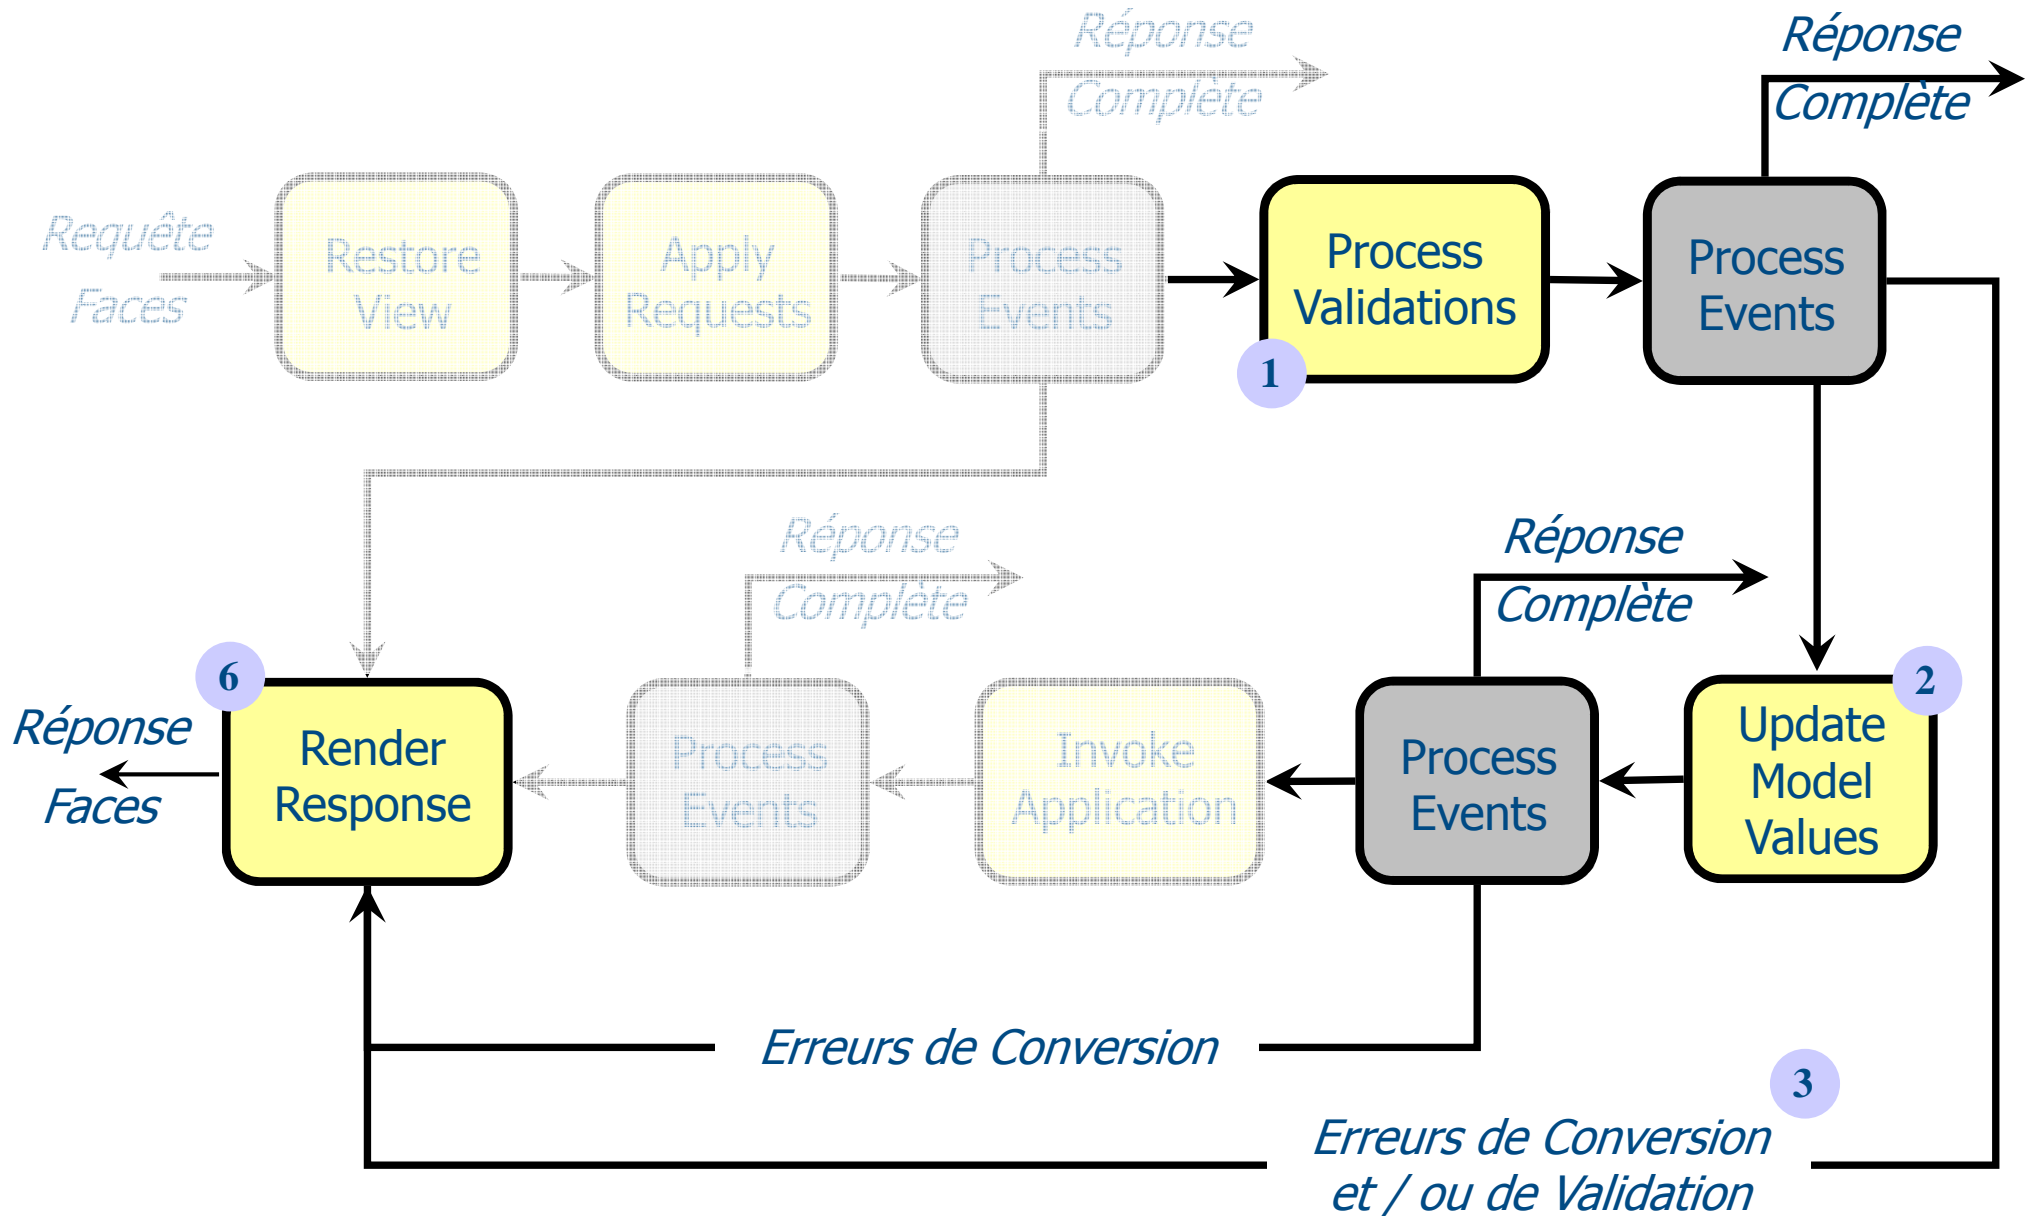 Réponse
Complète
Réponse
Complète
Requête
Faces
Restore
View
Apply
Requests
Process
Events
Process
Validations
1
Process
Events
Réponse
Complète
Réponse
Complète
6
Réponse
Faces
Render
Response
Process
Events
Invoke
Application
Process
Events
2
Update
Model
Values
Erreurs de Conversion
3
Erreurs de Conversion
et / ou de Validation